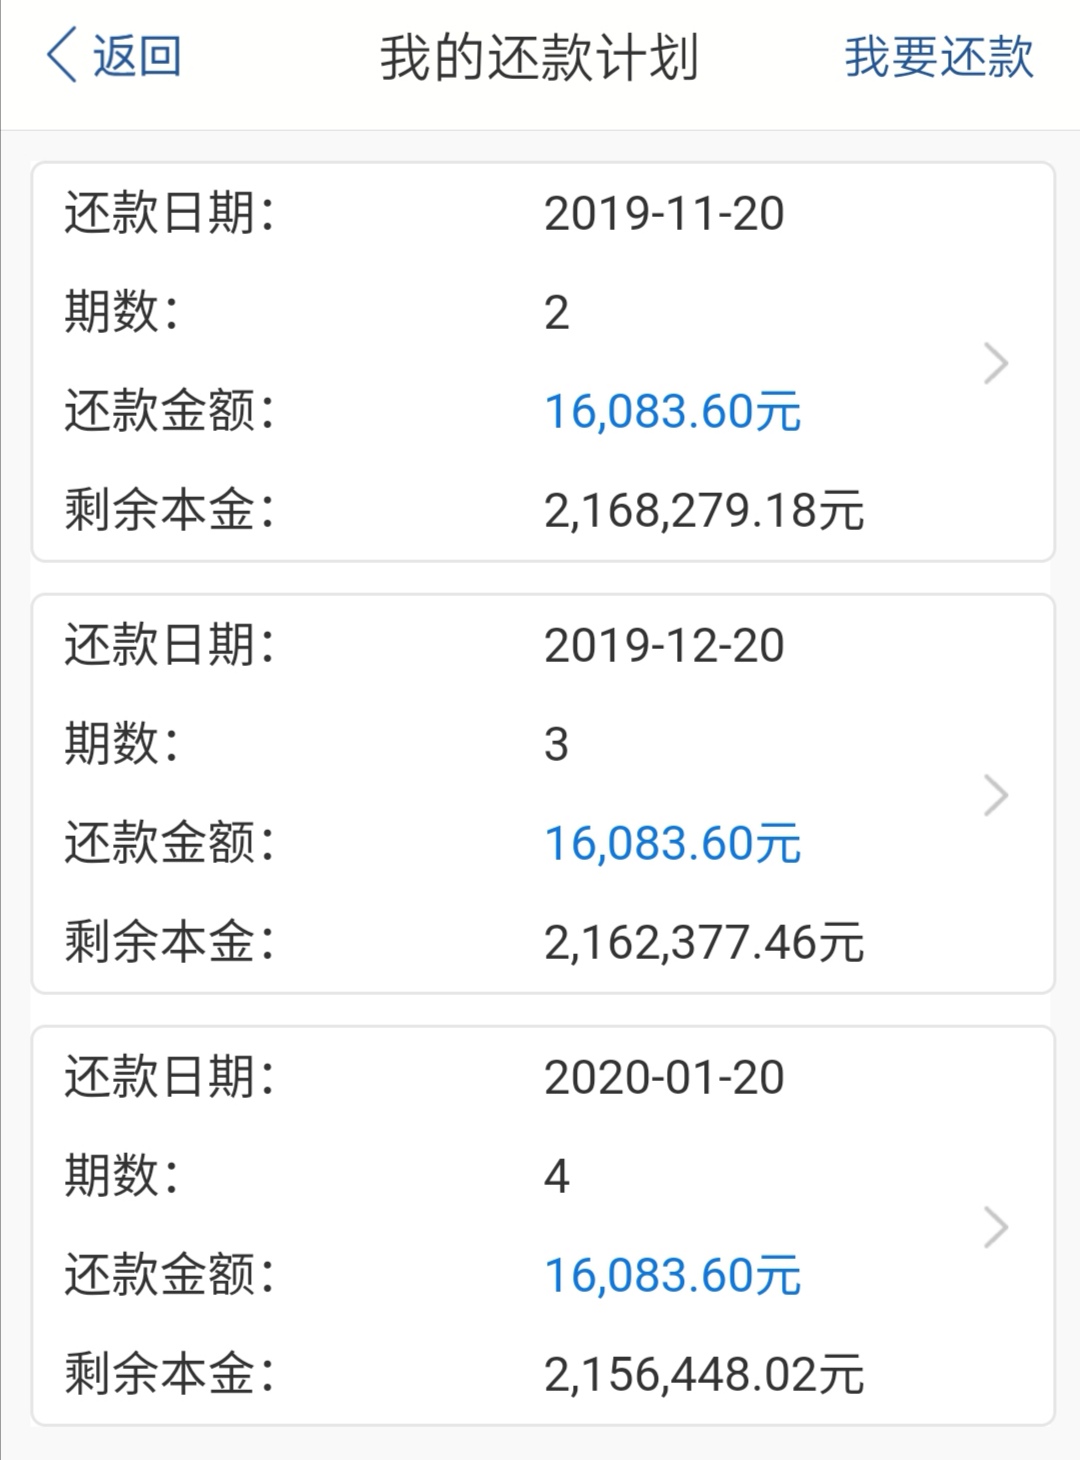 返回 我的还款计划 我要还款
还款日期： 2019-11-20
期数： 2
还款金额： 16,083.60元
剩余本金： 2,168,279.18元
还款日期： 2019-12-20
期数： 3
还款金额： 16,083.60元
剩余本金： 2,162,377.46元
还款日期： 2020-01-20
期数： 4
还款金额： 16,083.60元
剩余本金： 2,156,448.02元